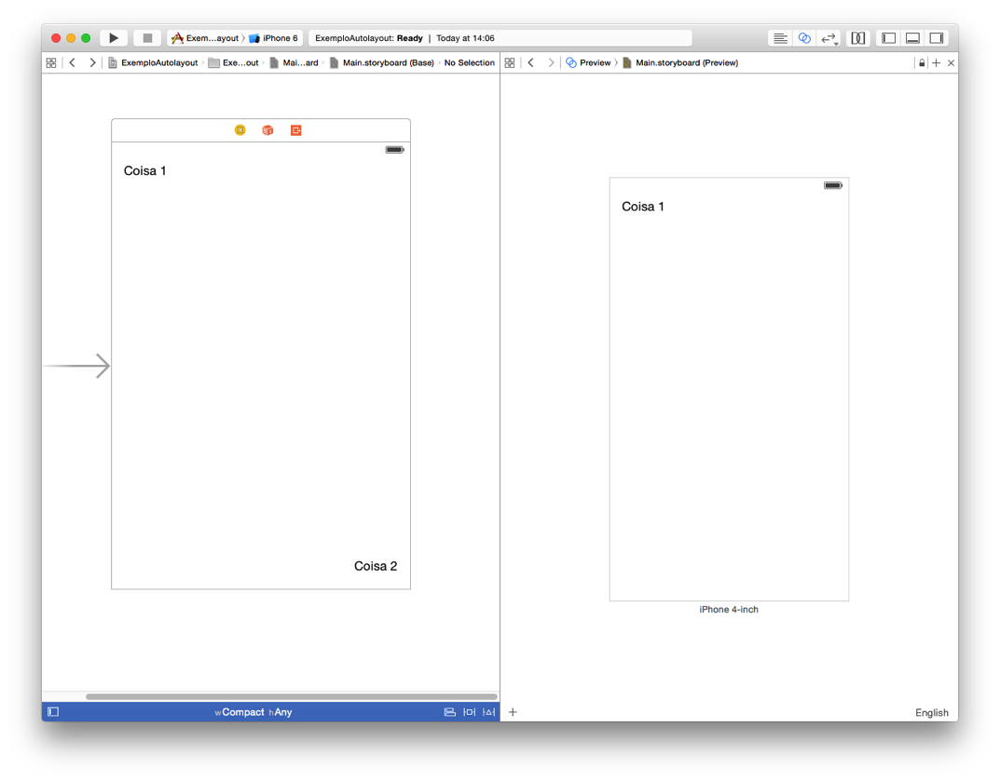 Exem...ayout 〉 iPhone 6
ExemploAutolayout: Ready | Today at 14:06
ExemploAutolayout 〉 Exe...out 〉 Mai...ard 〉 Main.storyboard (Base) 〉 No Selection
Preview 〉 Main.storyboard (Preview)
Coisa 1
Coisa 2
wCompact hAny
Coisa 1
iPhone 4-inch
English